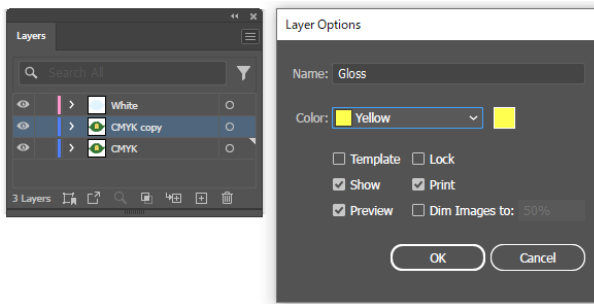 Layers
Search All
White
CMYK copy
CMYK
3 Layers
Layer Options
Name: Gloss
Color: Yellow
Template Lock
Show Print
Preview Dim Images to: 50%
OK Cancel